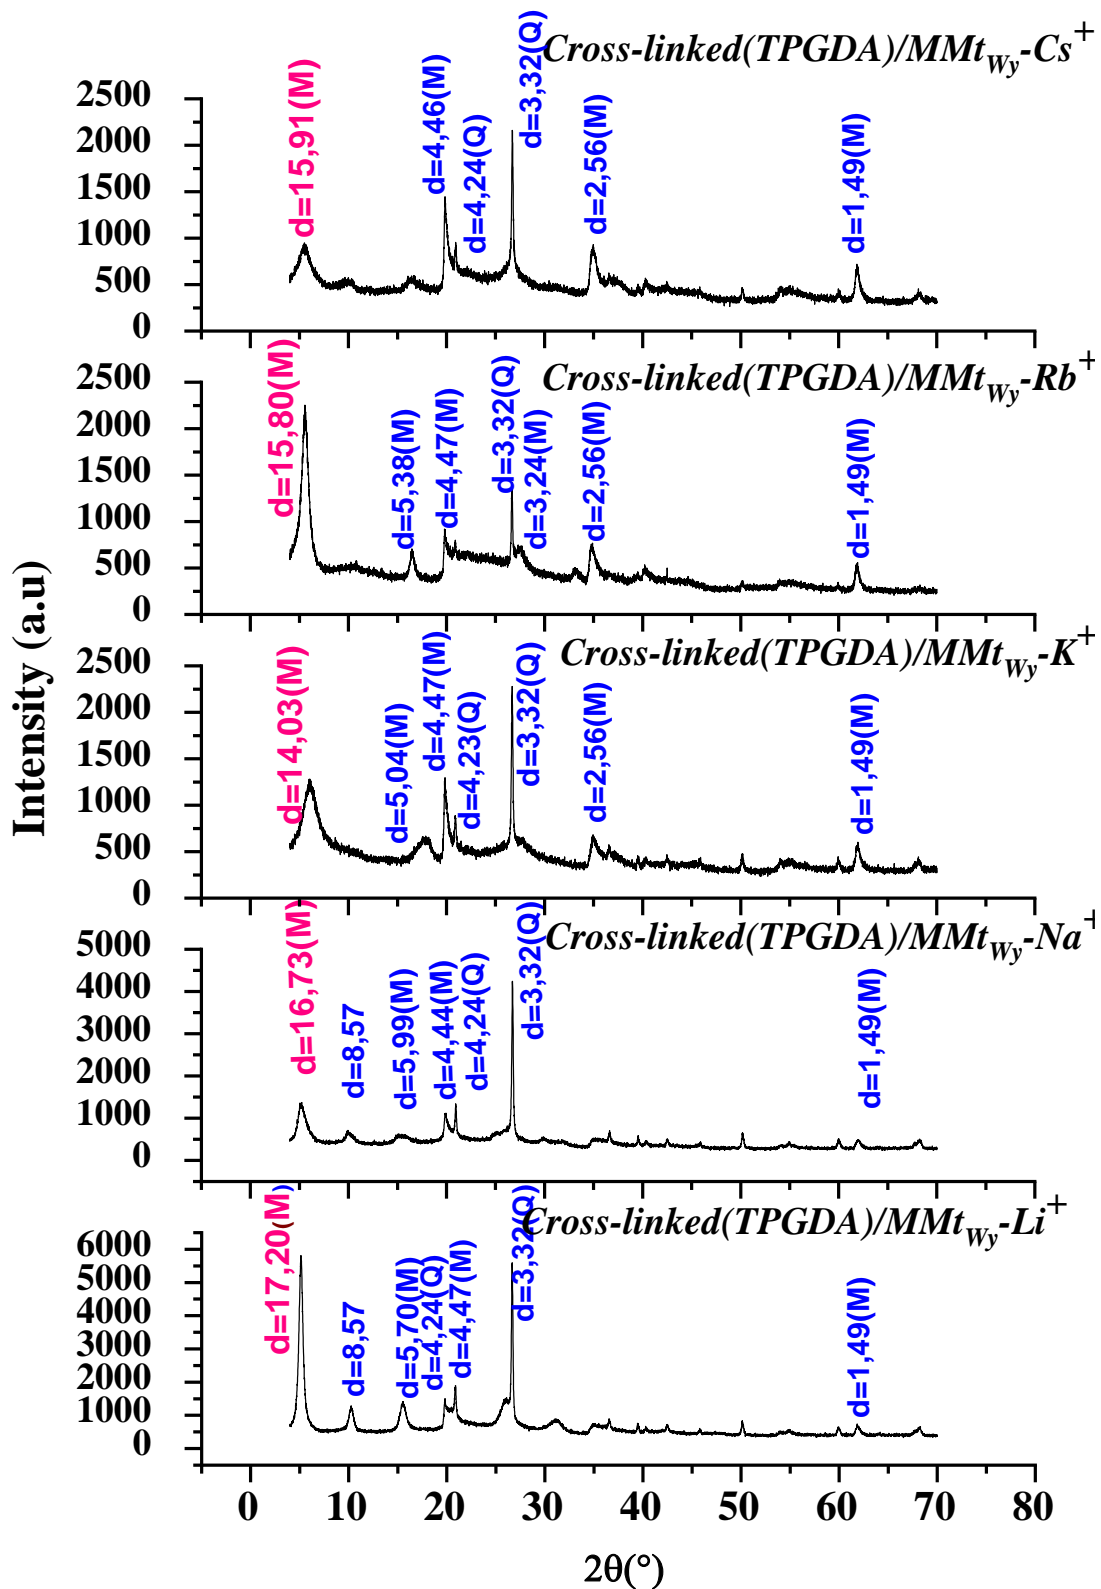 Cross-linked(TPGDA)/MMt_Wy-Cs+
d=15,91(M)
d=4,46(M)
d=4,24(Q)
d=3,32(Q)
d=2,56(M)
d=1,49(M)
2500
2000
1500
1000
500
0
Cross-linked(TPGDA)/MMt_Wy-Rb+
d=15,80(M)
d=5,38(M)
d=4,47(M)
d=3,32(Q)
d=3,24(M)
d=2,56(M)
d=1,49(M)
2500
2000
1500
1000
500
0
Cross-linked(TPGDA)/MMt_Wy-K+
d=14,03(M)
d=5,04(M)
d=4,47(M)
d=4,23(Q)
d=3,32(Q)
d=2,56(M)
d=1,49(M)
2500
2000
1500
1000
500
0
Intensity (a.u)
Cross-linked(TPGDA)/MMt_Wy-Na+
d=16,73(M)
d=8,57
d=5,99(M)
d=4,44(M)
d=4,24(Q)
d=3,32(Q)
d=1,49(M)
5000
4000
3000
2000
1000
0
Cross-linked(TPGDA)/MMt_Wy-Li+
d=17,20(M)
d=8,57
d=5,70(M)
d=4,24(Q)
d=4,47(M)
d=3,32(Q)
d=1,49(M)
6000
5000
4000
3000
2000
1000
0
0 10 20 30 40 50 60 70 80
2θ(°)